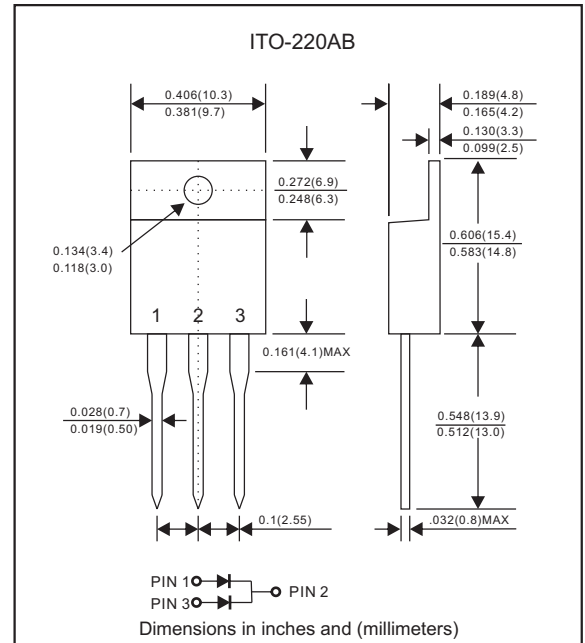 ITO-220AB
0.406(10.3)
0.381(9.7)
0.189(4.8)
0.165(4.2)
0.130(3.3)
0.099(2.5)
0.272(6.9)
0.248(6.3)
0.606(15.4)
0.583(14.8)
0.134(3.4)
0.118(3.0)
1 2 3
0.161(4.1)MAX
0.028(0.7)
0.019(0.50)
0.548(13.9)
0.512(13.0)
0.1(2.55)
.032(0.8)MAX
PIN 1
PIN 2
PIN 3
Dimensions in inches and (millimeters)